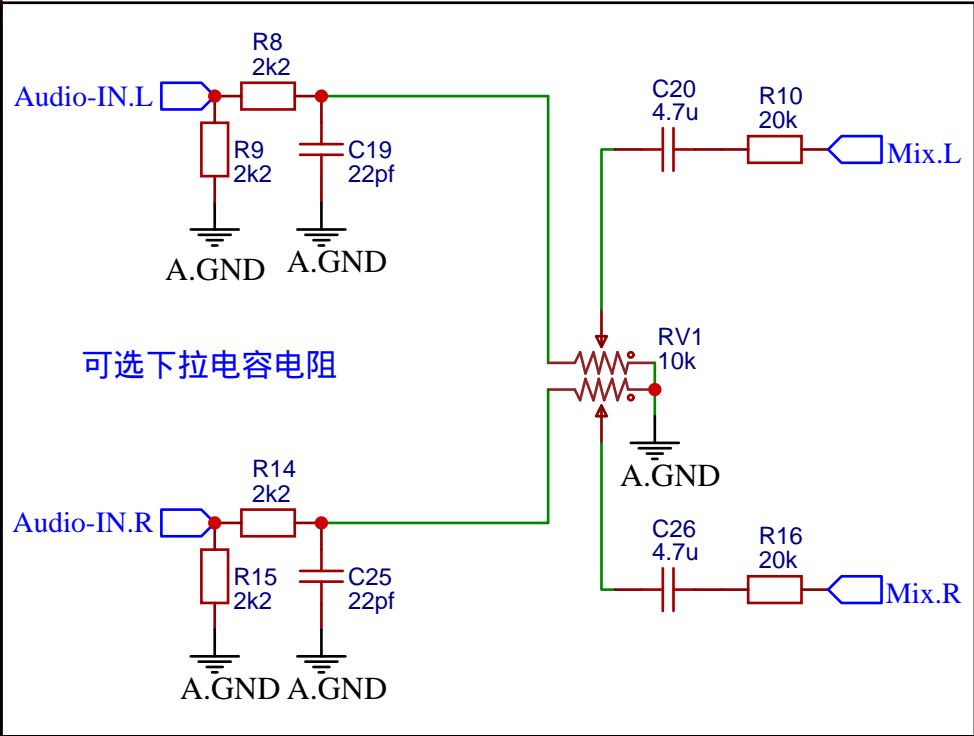 R8
2k2
Audio-IN.L
R9
2k2
C19
22pf
A.GND
A.GND
C20
4.7u
R10
20k
Mix.L
可选下拉电容电阻
RV1
10k
A.GND
R14
2k2
Audio-IN.R
R15
2k2
C25
22pf
A.GND
A.GND
C26
4.7u
R16
20k
Mix.R